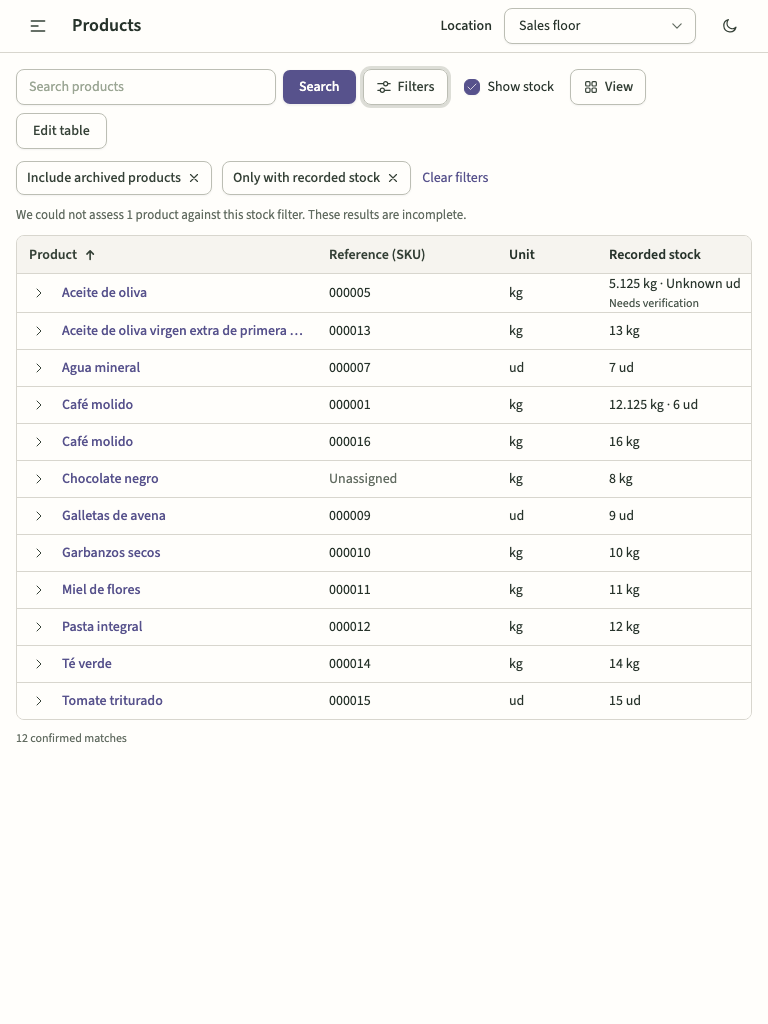 Products
Location
Sales floor
Search products
Search
Filters
Show stock
View
Edit table
Include archived products
Only with recorded stock
Clear filters
We could not assess 1 product against this stock filter. These results are incomplete.
Product
Reference (SKU)
Unit
Recorded stock
Aceite de oliva
000005
kg
5.125 kg · Unknown ud
Needs verification
Aceite de oliva virgen extra de primera …
000013
kg
13 kg
Agua mineral
000007
ud
7 ud
Café molido
000001
kg
12.125 kg · 6 ud
Café molido
000016
kg
16 kg
Chocolate negro
Unassigned
kg
8 kg
Galletas de avena
000009
ud
9 ud
Garbanzos secos
000010
kg
10 kg
Miel de flores
000011
kg
11 kg
Pasta integral
000012
kg
12 kg
Té verde
000014
kg
14 kg
Tomate triturado
000015
ud
15 ud
12 confirmed matches